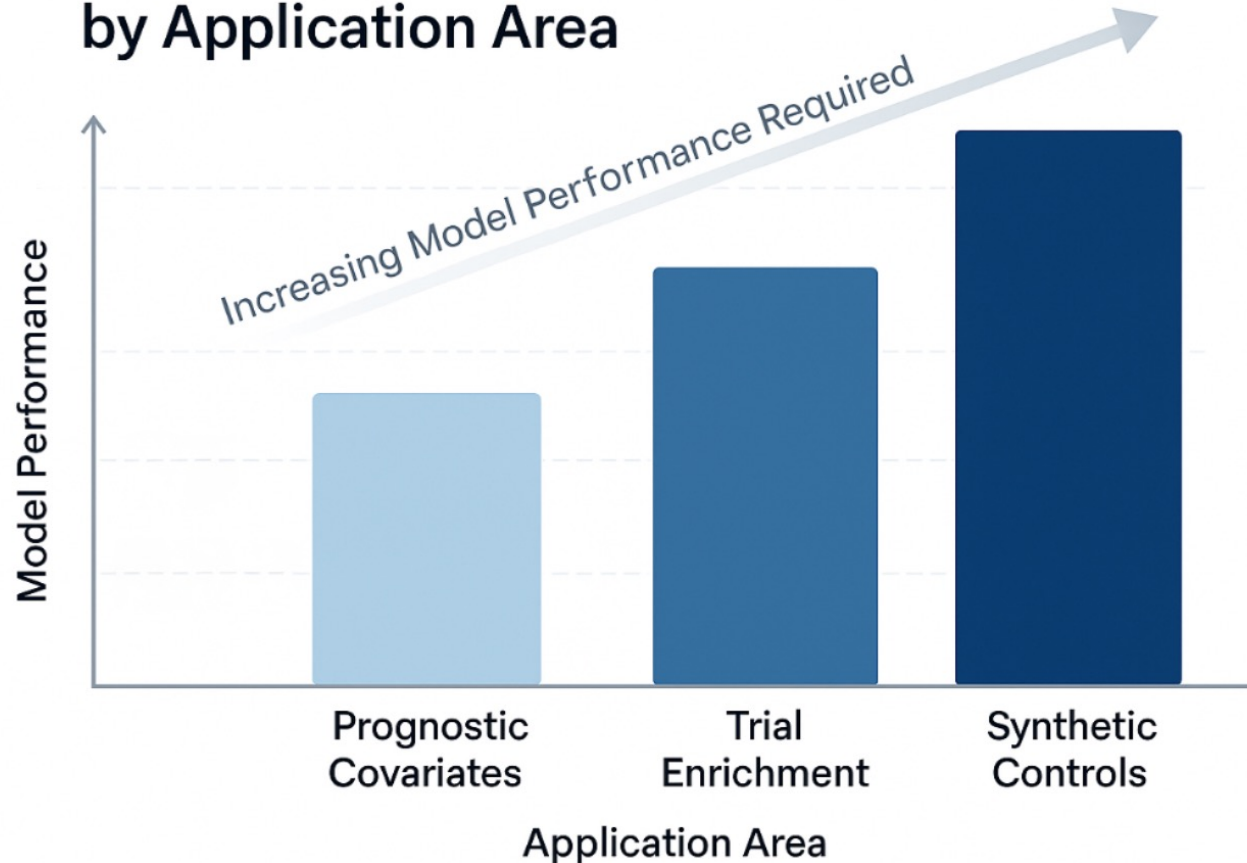 by Application Area
Increasing Model Performance Required
Model Performance
Prognostic
Covariates
Trial
Enrichment
Synthetic
Controls
Application Area